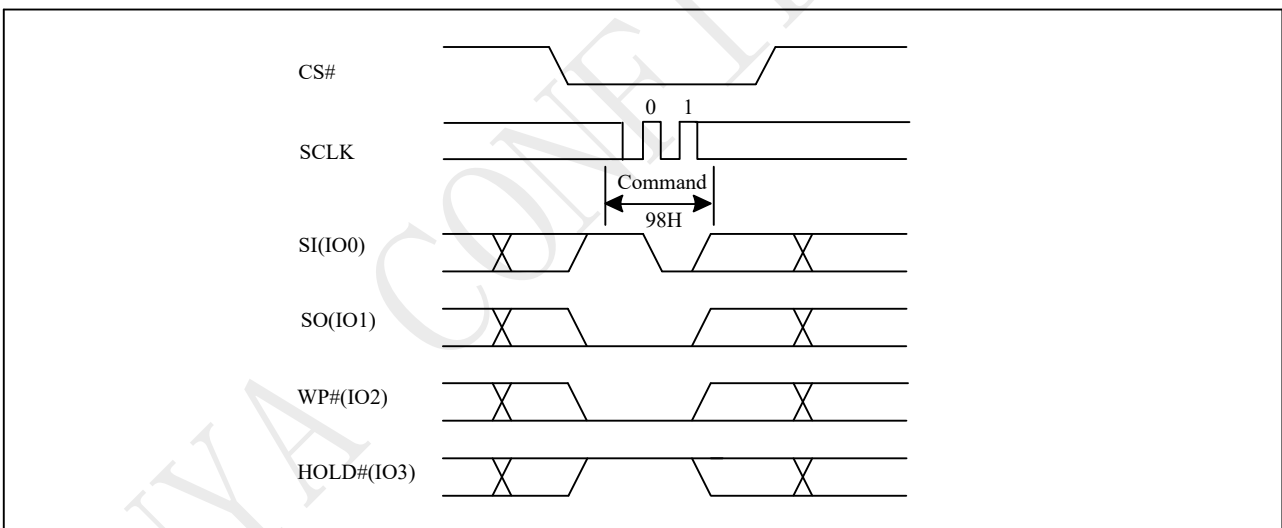 CS#
0 1
SCLK
Command
98H
SI(IO0)
SO(IO1)
WP#(IO2)
HOLD#(IO3)